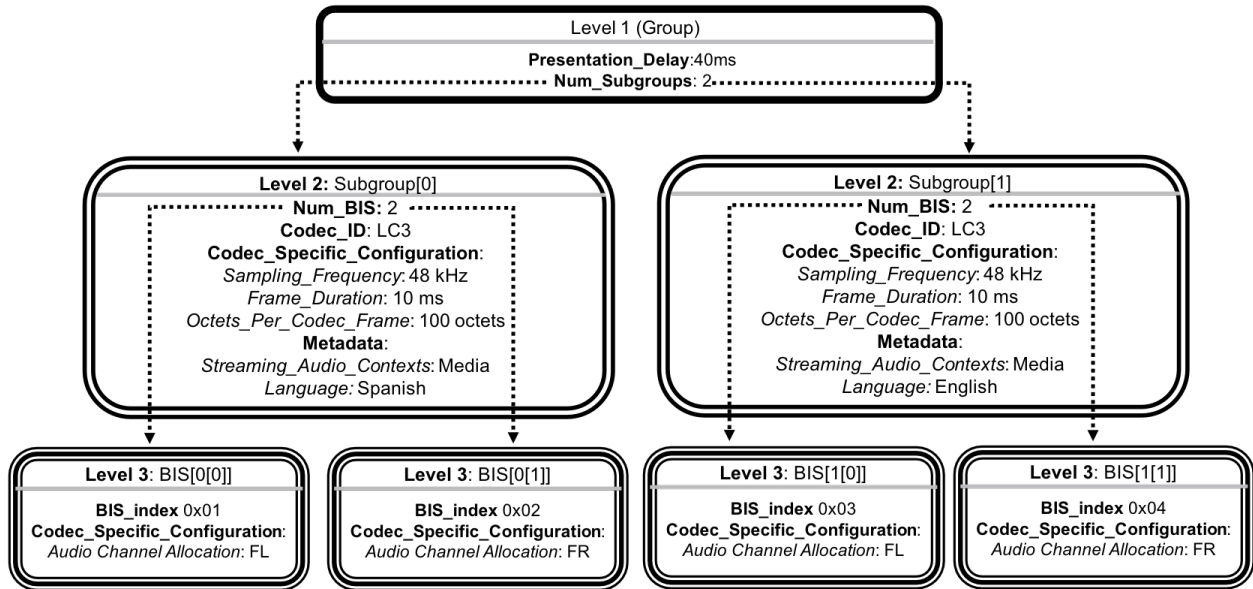 Level 1 (Group)
Presentation_Delay:40ms
Num_Subgroups: 2
Level 2: Subgroup[0]
Num_BIS: 2
Codec_ID: LC3
Codec_Specific_Configuration:
Sampling_Frequency: 48 kHz
Frame_Duration: 10 ms
Octets_Per_Codec_Frame: 100 octets
Metadata:
Streaming_Audio_Contexts: Media
Language: Spanish
Level 2: Subgroup[1]
Num_BIS: 2
Codec_ID: LC3
Codec_Specific_Configuration:
Sampling_Frequency: 48 kHz
Frame_Duration: 10 ms
Octets_Per_Codec_Frame: 100 octets
Metadata:
Streaming_Audio_Contexts: Media
Language: English
Level 3: BIS[0[0]]
BIS_index 0x01
Codec_Specific_Configuration:
Audio Channel Allocation: FL
Level 3: BIS[0[1]]
BIS_index 0x02
Codec_Specific_Configuration:
Audio Channel Allocation: FR
Level 3: BIS[1[0]]
BIS_index 0x03
Codec_Specific_Configuration:
Audio Channel Allocation: FL
Level 3: BIS[1[1]]
BIS_index 0x04
Codec_Specific_Configuration:
Audio Channel Allocation: FR